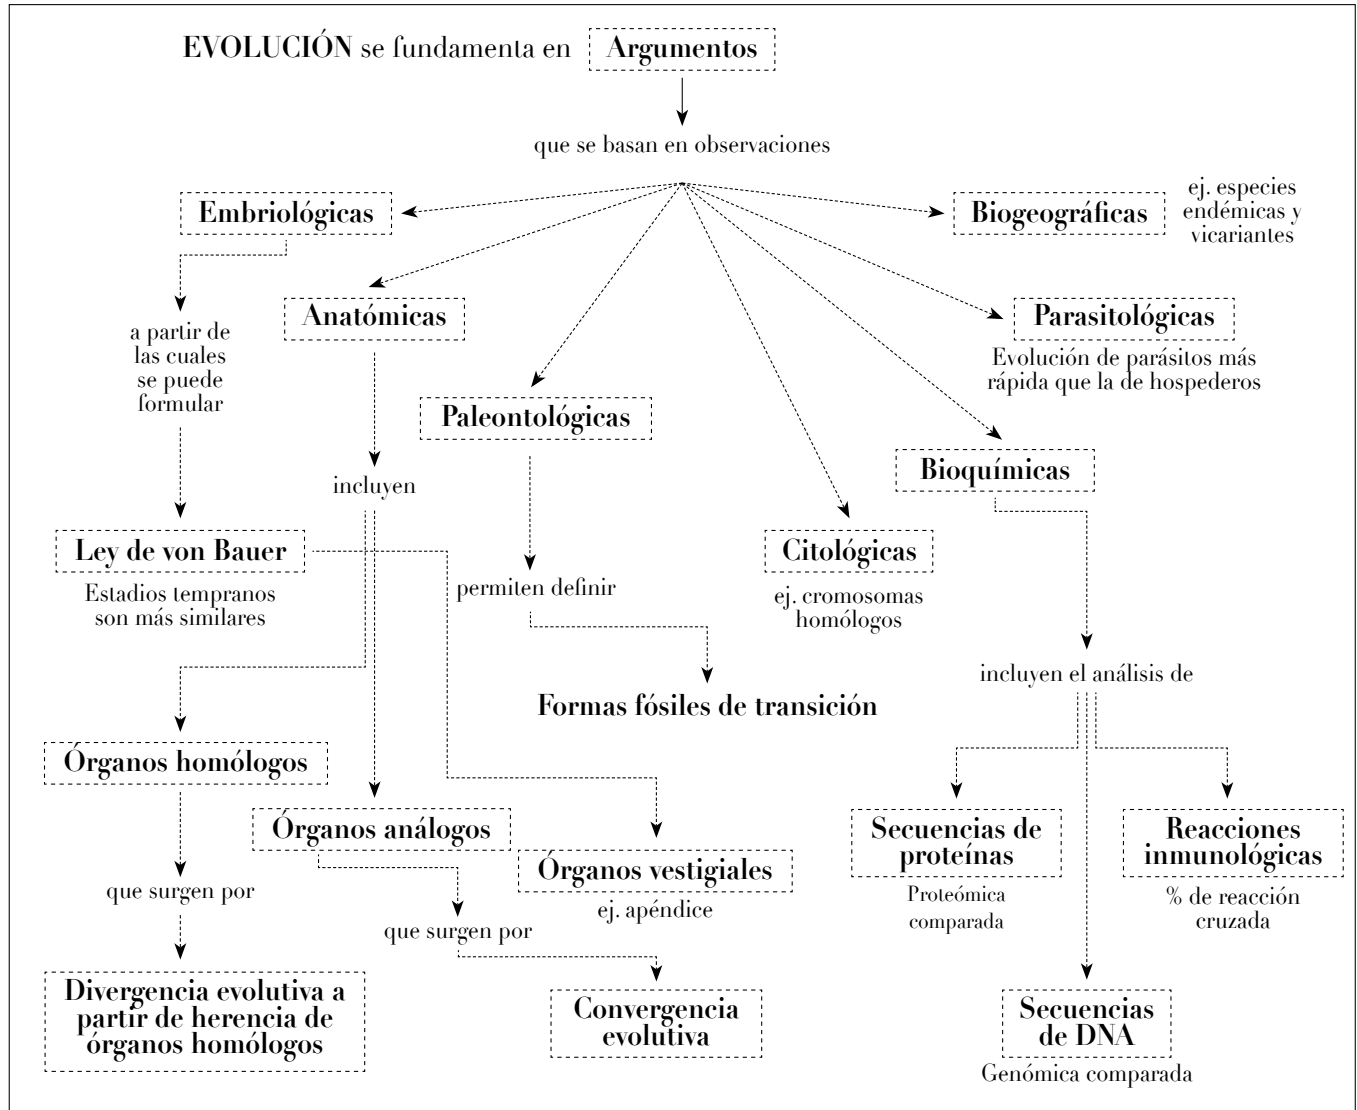 EVOLUCIÓN se fundamenta en Argumentos
que se basan en observaciones
Embriológicas
Biogeográficas
ej. especies
endémicas y
vicariantes
Anatómicas
Parasitológicas
Evolución de parásitos más
rápida que la de hospederos
a partir de
las cuales
se puede
formular
Paleontológicas
Bioquímicas
incluyen
Ley de von Bauer
Estadios tempranos
son más similares
Citológicas
ej. cromosomas
homólogos
permiten definir
Formas fósiles de transición
incluyen el análisis de
Órganos homólogos
Órganos análogos
Órganos vestigiales
ej. apéndice
Secuencias de
proteínas
Proteómica
comparada
Reacciones
inmunológicas
% de reacción
cruzada
que surgen por
que surgen por
Divergencia evolutiva a
partir de herencia de
órganos homólogos
Convergencia
evolutiva
Secuencias
de DNA
Genómica comparada